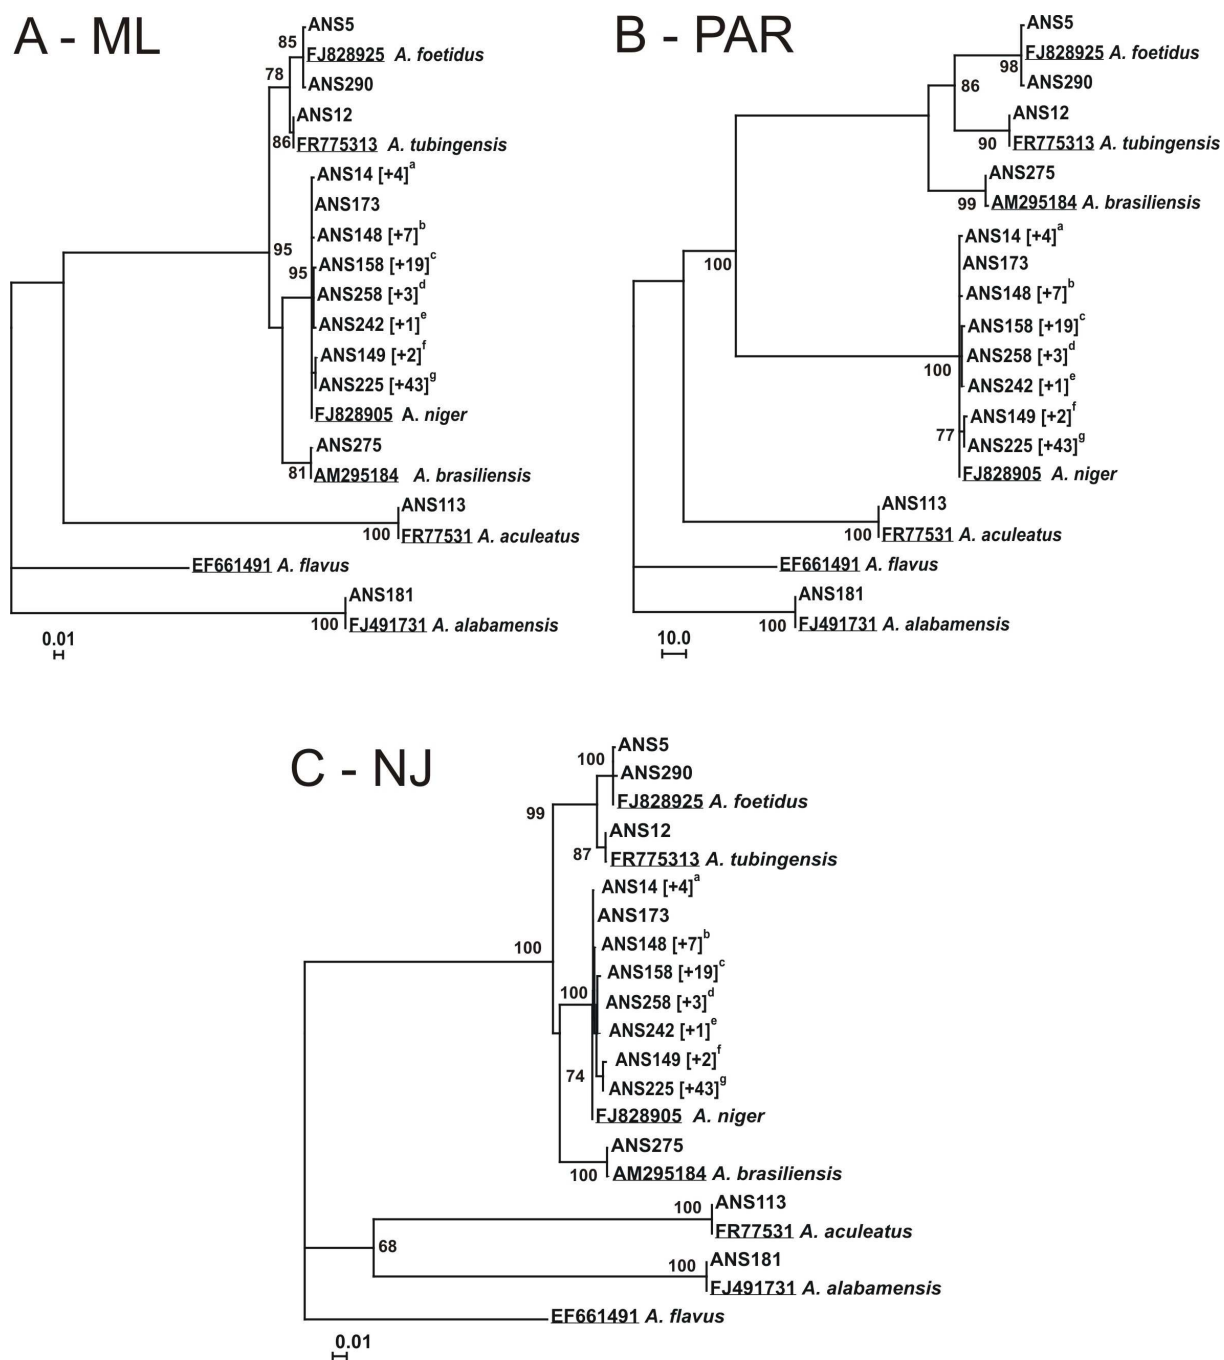 A - ML
85
ANS5
FJ828925 A. foetidus
78
ANS290
ANS12
86
FR775313 A. tubingensis
ANS14 [+4]a
ANS173
ANS148 [+7]b
95
95
ANS158 [+19]c
ANS258 [+3]d
ANS242 [+1]e
ANS149 [+2]f
ANS225 [+43]g
FJ828905 A. niger
ANS275
81
AM295184 A. brasiliensis
ANS113
100
FR77531 A. aculeatus
EF661491 A. flavus
ANS181
100
FJ491731 A. alabamensis
0.01
B - PAR
ANS5
FJ828925 A. foetidus
98
ANS290
86
ANS12
90
FR775313 A. tubingensis
ANS275
99
AM295184 A. brasiliensis
ANS14 [+4]a
100
ANS173
ANS148 [+7]b
ANS158 [+19]c
ANS258 [+3]d
100
ANS242 [+1]e
ANS149 [+2]f
77
ANS225 [+43]g
FJ828905 A. niger
ANS113
100
FR77531 A. aculeatus
EF661491 A. flavus
ANS181
100
FJ491731 A. alabamensis
10.0
C - NJ
ANS5
100
ANS290
FJ828925 A. foetidus
99
ANS12
87
FR775313 A. tubingensis
ANS14 [+4]a
ANS173
100
ANS148 [+7]b
ANS158 [+19]c
100
ANS258 [+3]d
ANS242 [+1]e
ANS149 [+2]f
74
ANS225 [+43]g
FJ828905 A. niger
ANS275
100
AM295184 A. brasiliensis
ANS113
100
FR77531 A. aculeatus
68
ANS181
100
FJ491731 A. alabamensis
EF661491 A. flavus
0.01